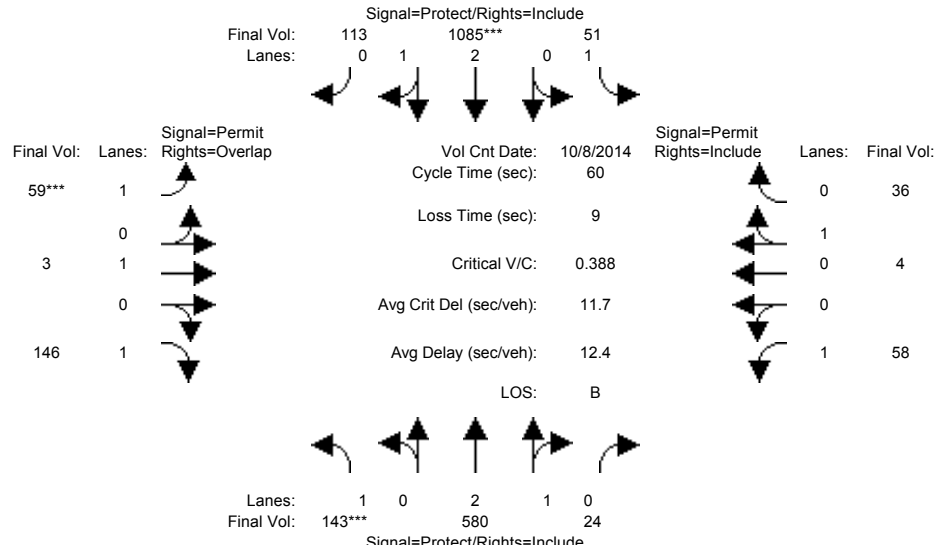 Signal=Protect/Rights=Include
Final Vol: 113 1085*** 51
Lanes: 0 1 2 0 1
Signal=Permit Signal=Permit
Final Vol: Lanes: Rights=Overlap Vol Cnt Date: 10/8/2014 Rights=Include Lanes: Final Vol:
Cycle Time (sec): 60
59*** 1 0 36
Loss Time (sec): 9
0 1
3 1 Critical V/C: 0.388 0 4
0 Avg Crit Del (sec/veh): 11.7 0
146 1 Avg Delay (sec/veh): 12.4 1 58
LOS: B
Lanes: 1 0 2 1 0
Final Vol: 143*** 580 24
Signal=Protect/Rights=Include